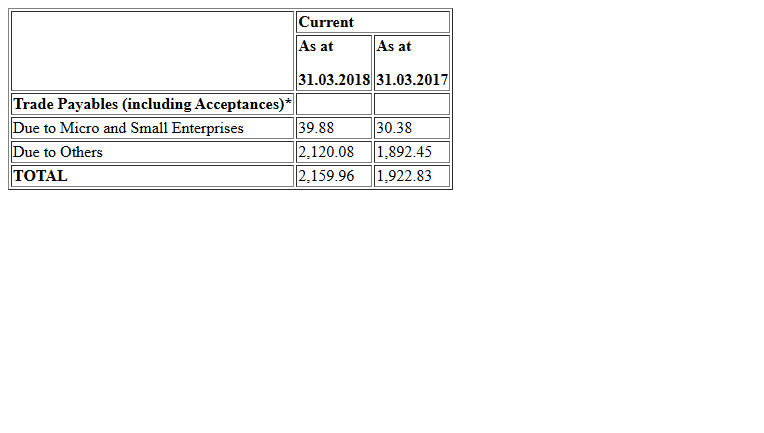 Current
As at As at
31.03.2018 31.03.2017
Trade Payables (including Acceptances)*
Due to Micro and Small Enterprises 39.88 30.38
Due to Others 2,120.08 1,892.45
TOTAL 2,159.96 1,922.83